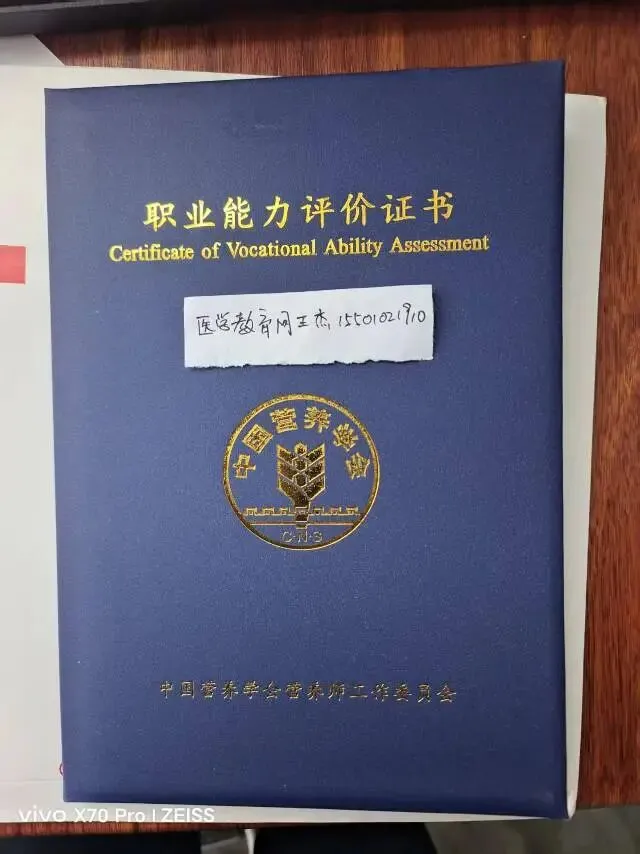 职业能力评价证书
Certificate of Vocational Ability Assessment
医学教育网王杰, 15501021910
中国营养学会
C·N·S
中国营养学会营养师工作委员会
vivo X70 Pro | ZEISS